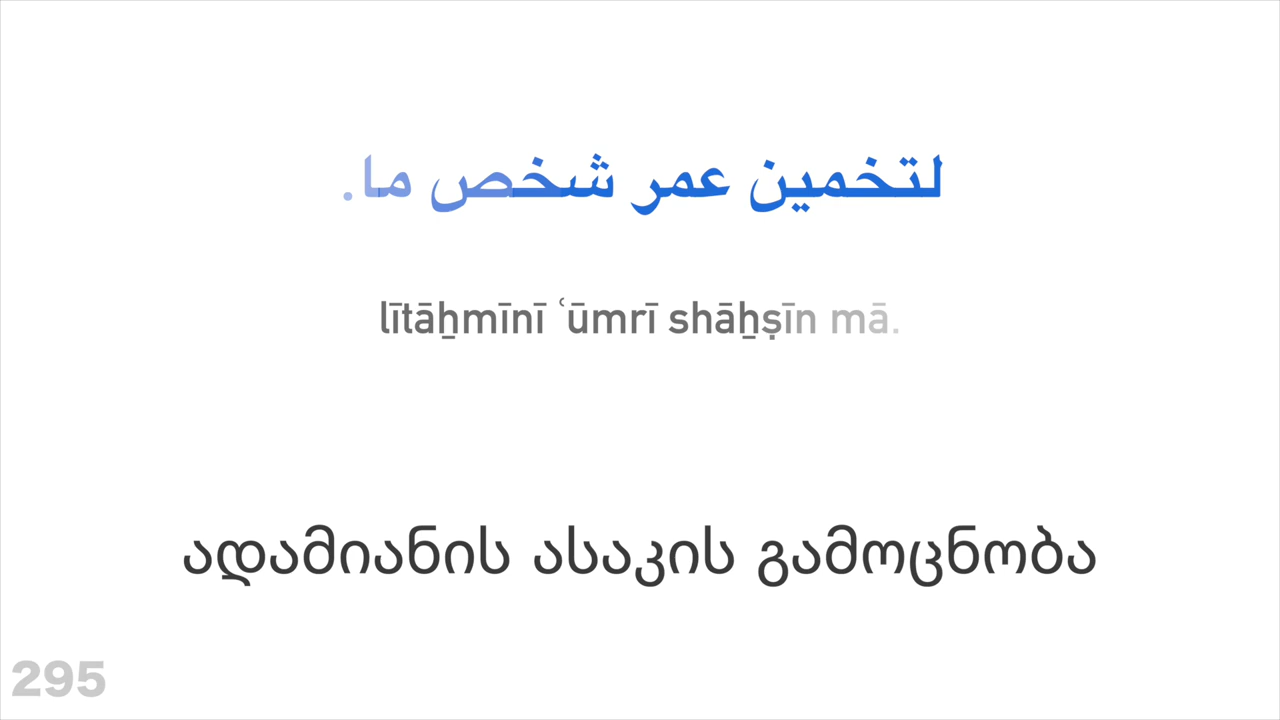 لتخمين عمر شخص ما.
lītāẖmīnī ʿūmrī shāẖṣīn mā.
ადამიანის ასაკის გამოცნობა
295